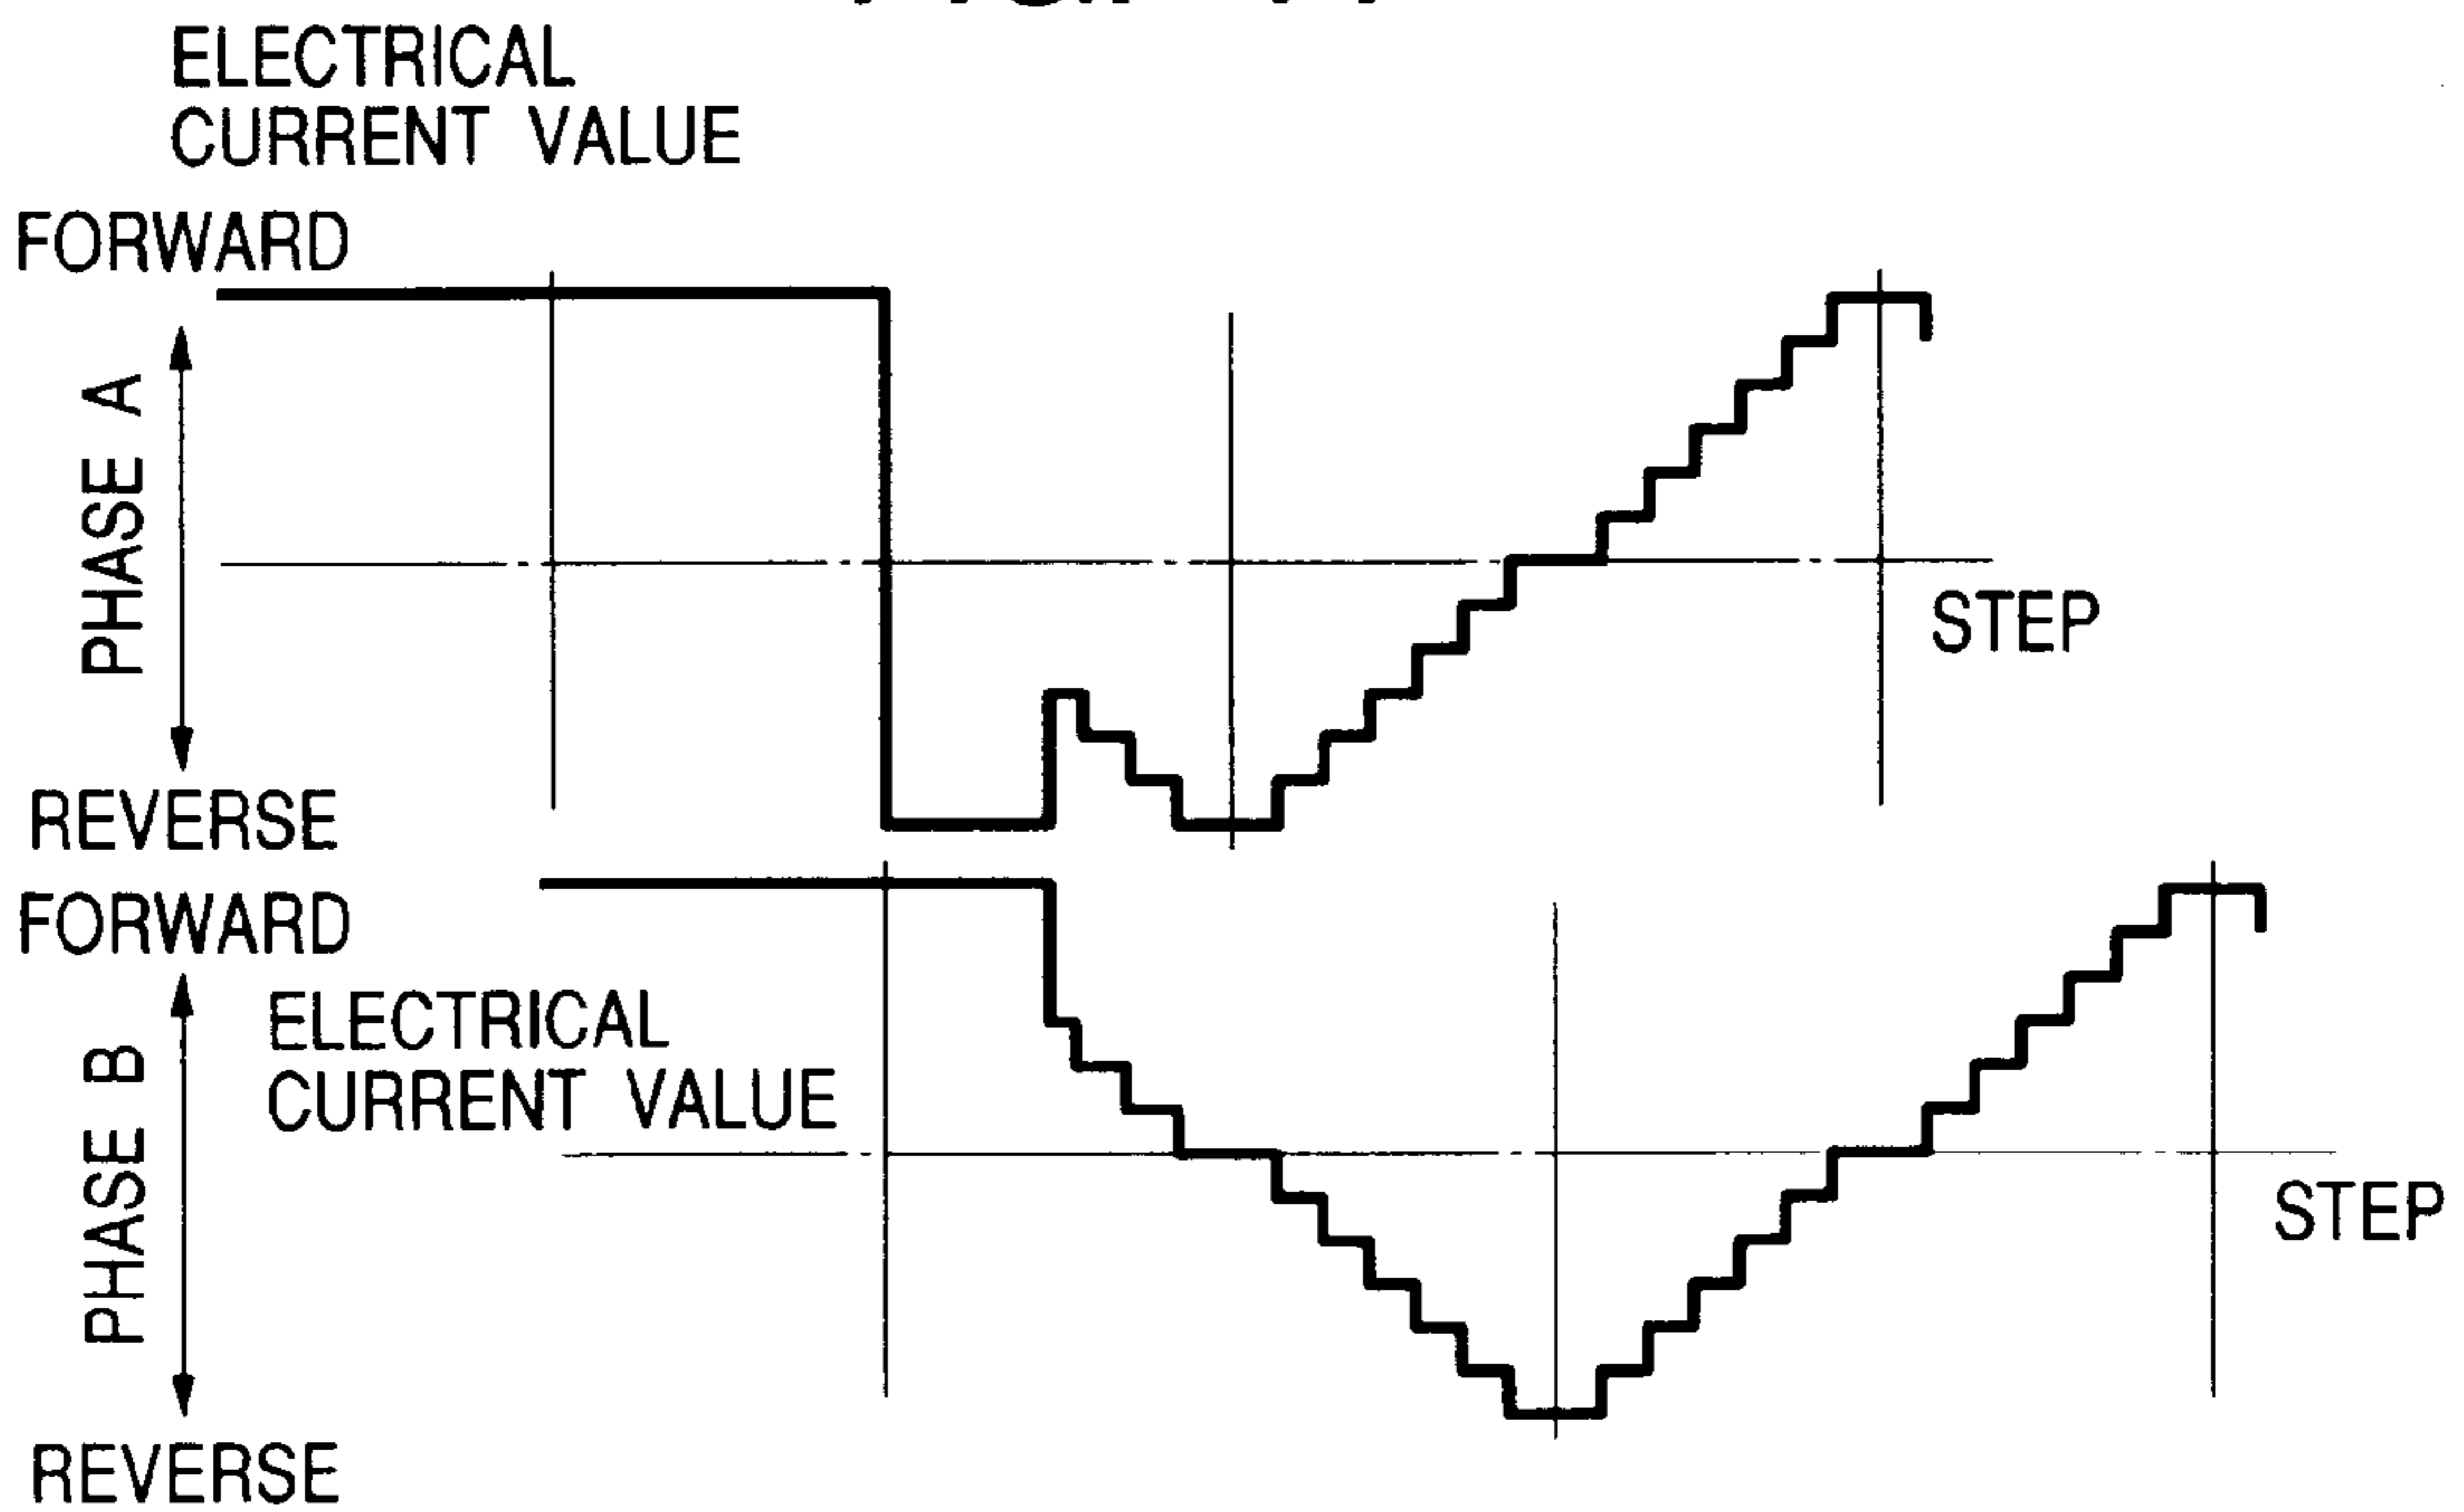 ELECTRICAL
CURRENT VALUE
FORWARD
PHASE A
STEP
REVERSE
FORWARD
ELECTRICAL
CURRENT VALUE
PHASE B
STEP
REVERSE